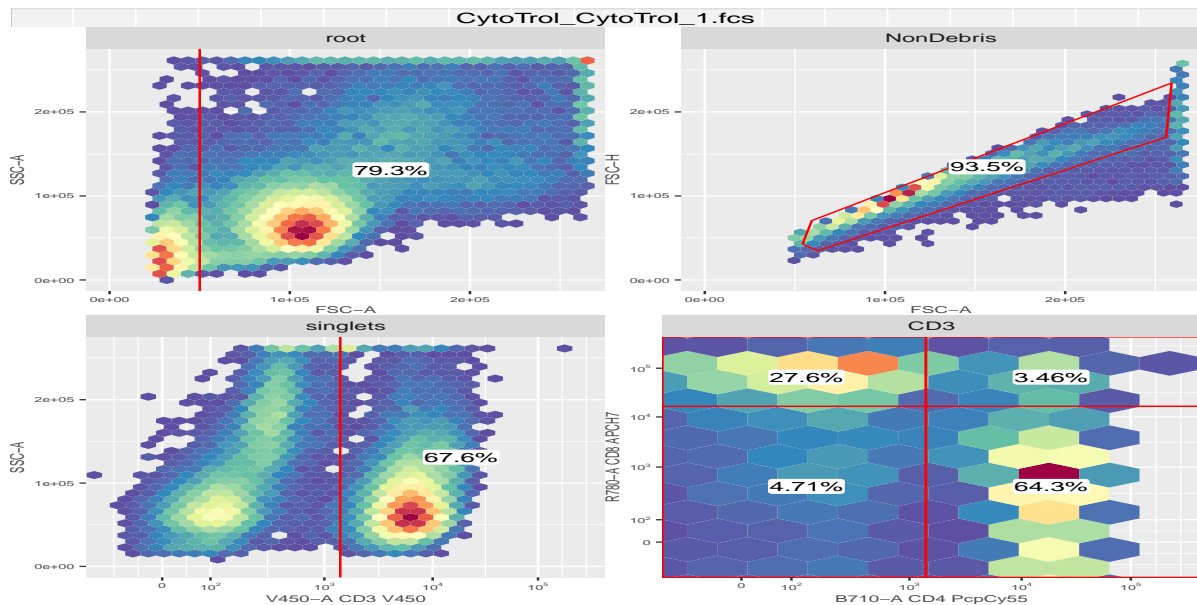 CytoTrol_CytoTrol_1.fcs
root
NonDebris
SSC−A
2e+05
1e+05
0e+00
79.3%
0e+00
1e+05
2e+05
FSC−A
FSC−H
2e+05
1e+05
0e+00
93.5%
0e+00
1e+05
2e+05
FSC−A
singlets
CD3
SSC−A
2e+05
1e+05
0e+00
67.6%
0
10²
10³
10⁴
10⁵
V450−A CD3 V450
R780−A CD8 APCH7
10⁵
10⁴
10³
10²
0
27.6%
3.46%
4.71%
64.3%
0
10²
10³
10⁴
10⁵
B710−A CD4 PcpCy55